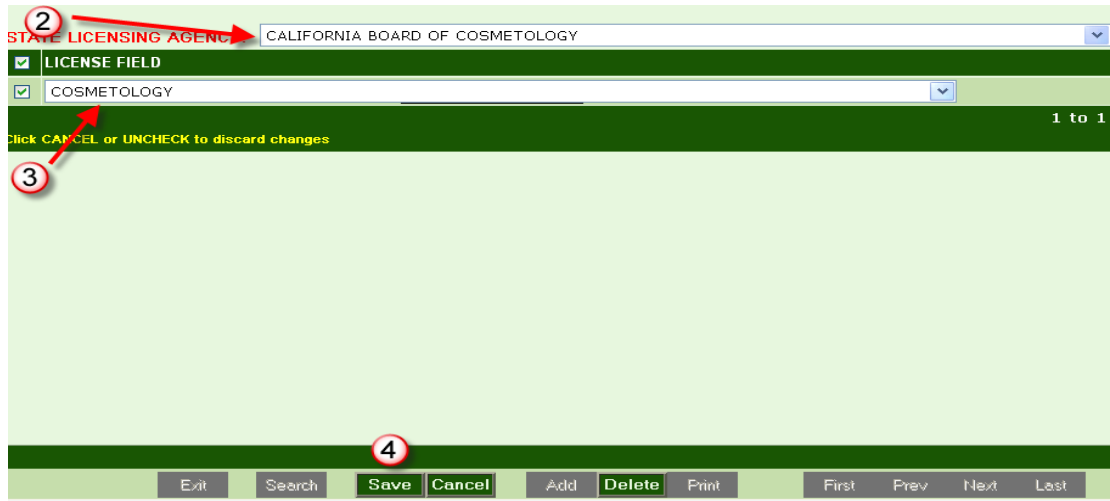 2
STATE LICENSING AGENCY CALIFORNIA BOARD OF COSMETOLOGY
LICENSE FIELD
COSMETOLOGY
1 to 1
Click CANCEL or UNCHECK to discard changes
3
4
Exit Search Save Cancel Add Delete Print First Prev Next Last